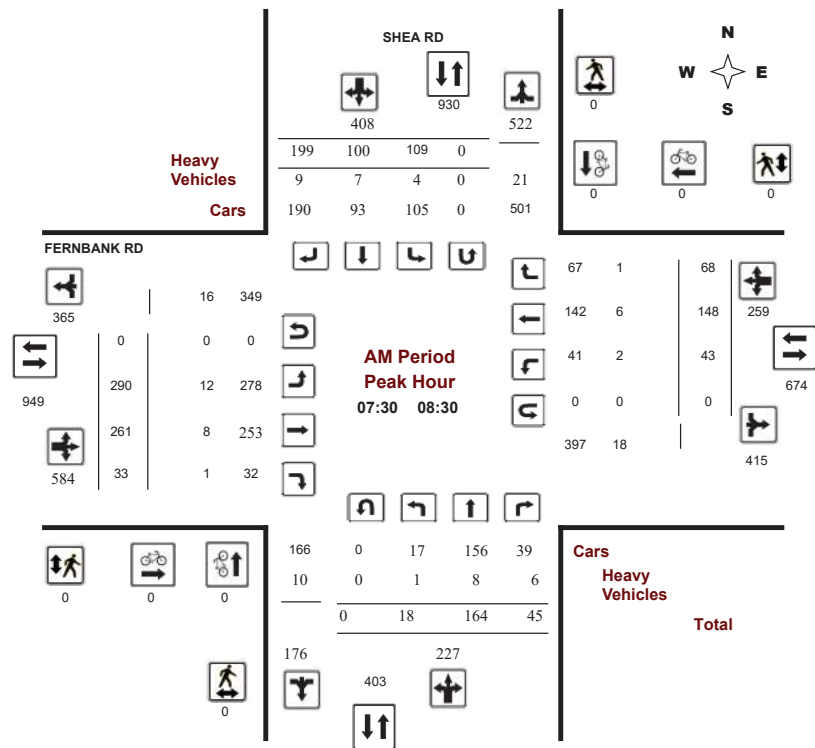 N
SHEA RD
W E
S
930
0
408
522
199 100 109 0
Heavy
Vehicles
9 7 4 0 21
0 0 0
Cars
190 93 105 0 501
FERNBANK RD
67 1 68
365
16 349
142 6 148 259
0 0 0
AM Period
Peak Hour
07:30 08:30
41 2 43
949
290 12 278
674
0 0 0
261 8 253
397 18
415
584
33 1 32
166 0 17 156 39
Cars
10 0 1 8 6
Heavy
Vehicles
0 0 0
0 18 164 45
Total
176 227
403
0